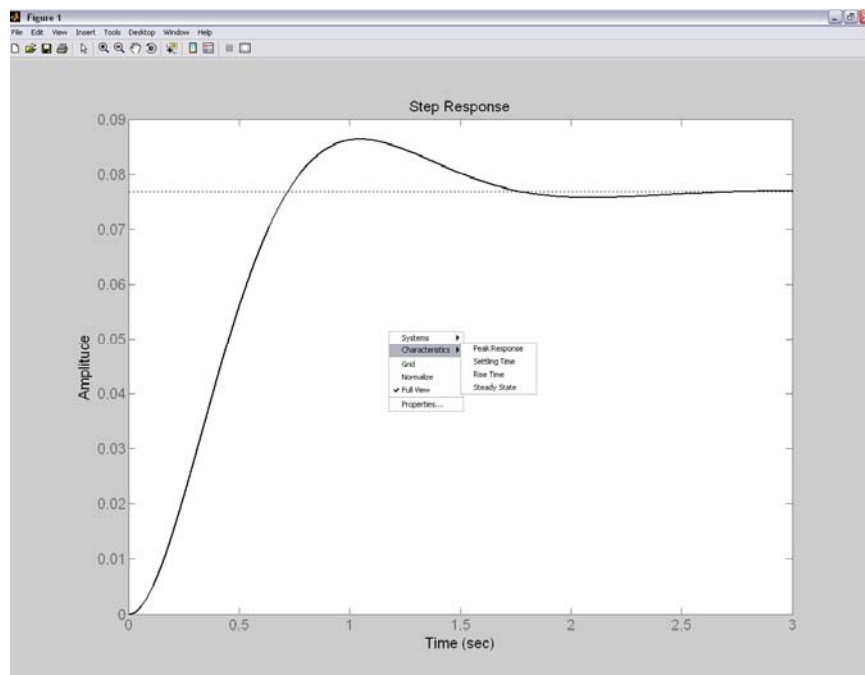 Figure 1
File Edit View Insert Tools Desktop Window Help
Step Response
0.09
0.08
0.07
0.06
0.05
0.04
0.03
0.02
0.01
0
Amplituce
Systems
Characteristics
Grid
Normalize
Full View
Properties...
Peak Response
Settling Time
Rise Time
Steady State
0 0.5 1 1.5 2 2.5 3
Time (sec)